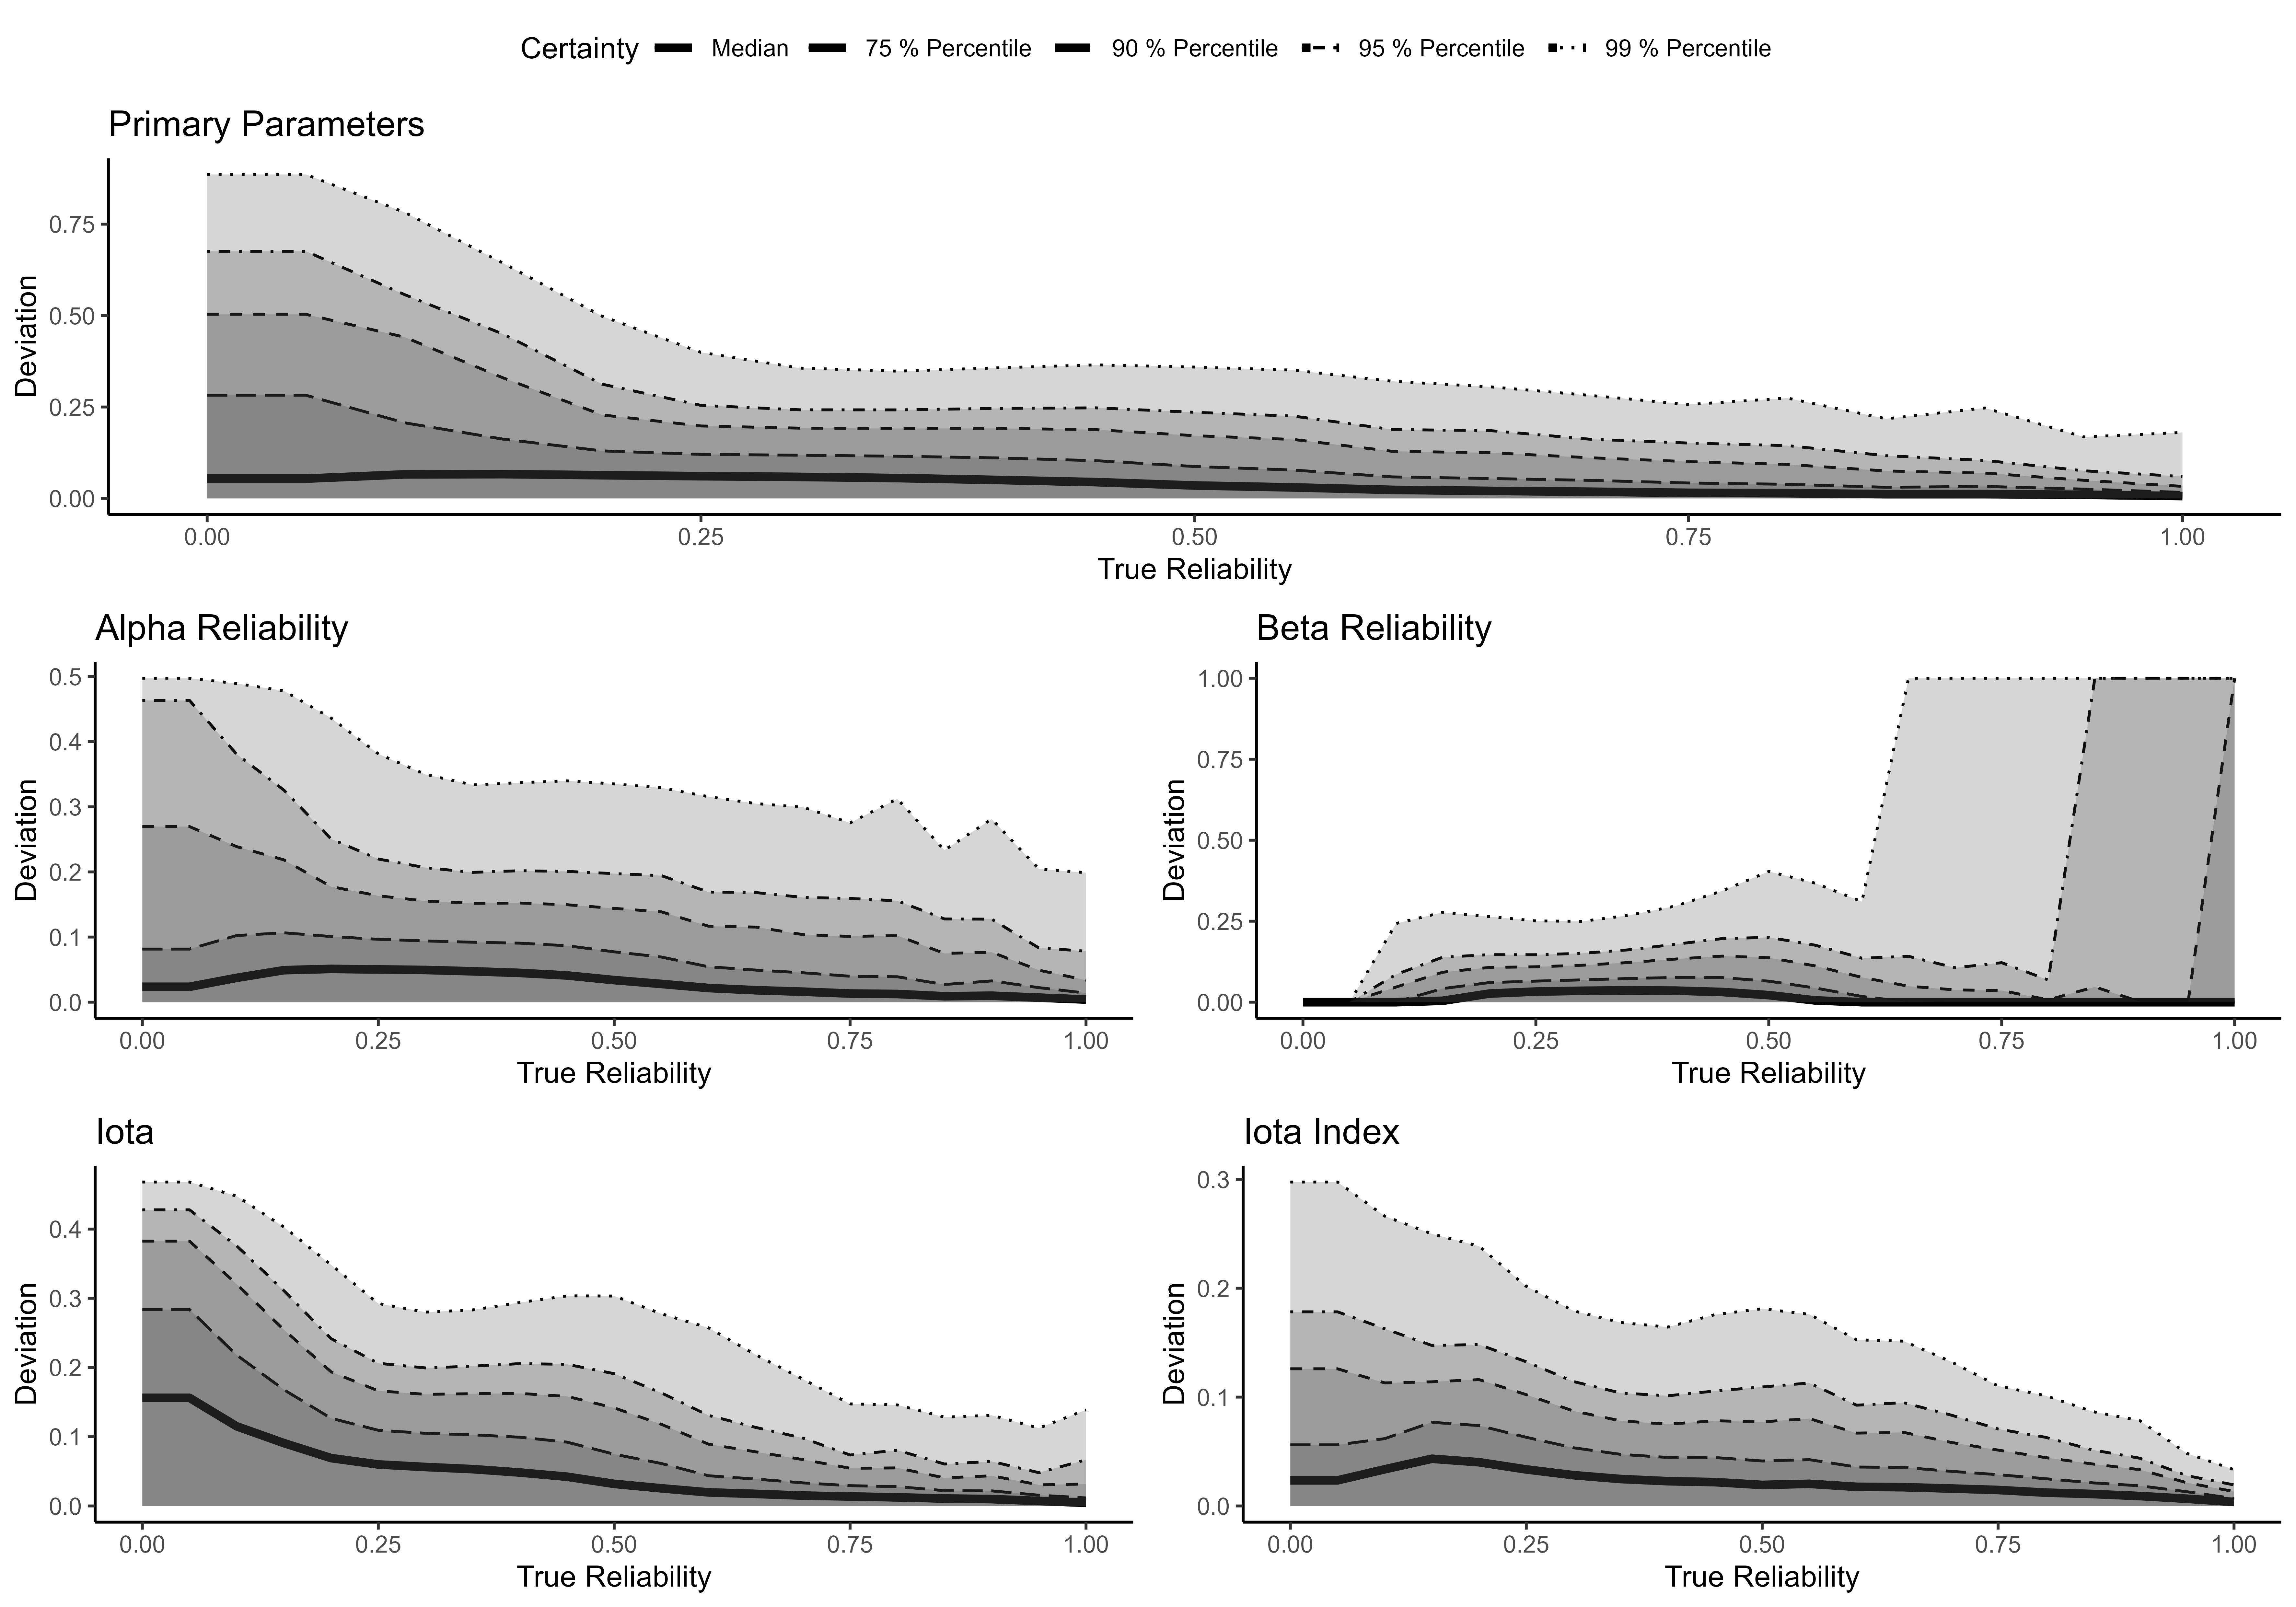 Certainty Median 75 % Percentile 90 % Percentile 95 % Percentile 99 % Percentile
Primary Parameters
Deviation
0.75
0.50
0.25
0.00
0.00 0.25 0.50 0.75 1.00
True Reliability
Alpha Reliability
Deviation
0.5
0.4
0.3
0.2
0.1
0.0
0.00 0.25 0.50 0.75 1.00
True Reliability
Beta Reliability
Deviation
1.00
0.75
0.50
0.25
0.00
0.00 0.25 0.50 0.75 1.00
True Reliability
Iota
Deviation
0.4
0.3
0.2
0.1
0.0
0.00 0.25 0.50 0.75 1.00
True Reliability
Iota Index
Deviation
0.3
0.2
0.1
0.0
0.00 0.25 0.50 0.75 1.00
True Reliability